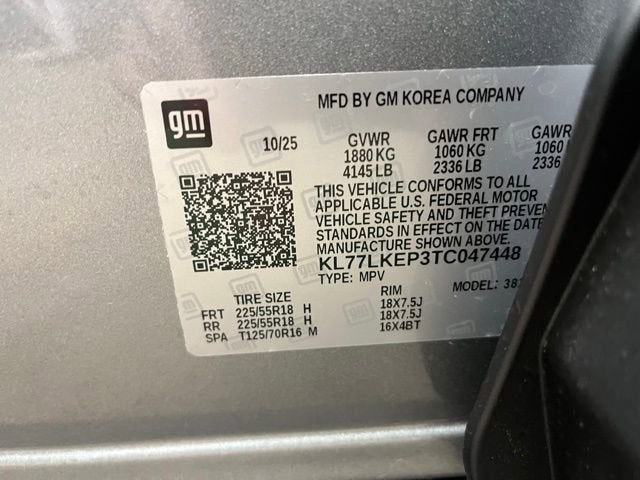 gm
MFD BY GM KOREA COMPANY
10/25 GVWR GAWR FRT
1880 KG 1060 KG 1060
4145 LB 2336 LB 2336
THIS VEHICLE CONFORMS TO ALL
APPLICABLE U.S. FEDERAL MOTOR
VEHICLE SAFETY AND THEFT
STANDARDS IN EFFECT ON THE DATE
MANUFACTURE SHOWN ABOVE.
KL77LKEP3TC047448
TYPE: MPV MODEL:
TIRE SIZE RIM
FRT 225/55R18 H 18X7.5J
RR 225/55R18 H 18X7.5J
SPA T125/70R16 M 16X4BT